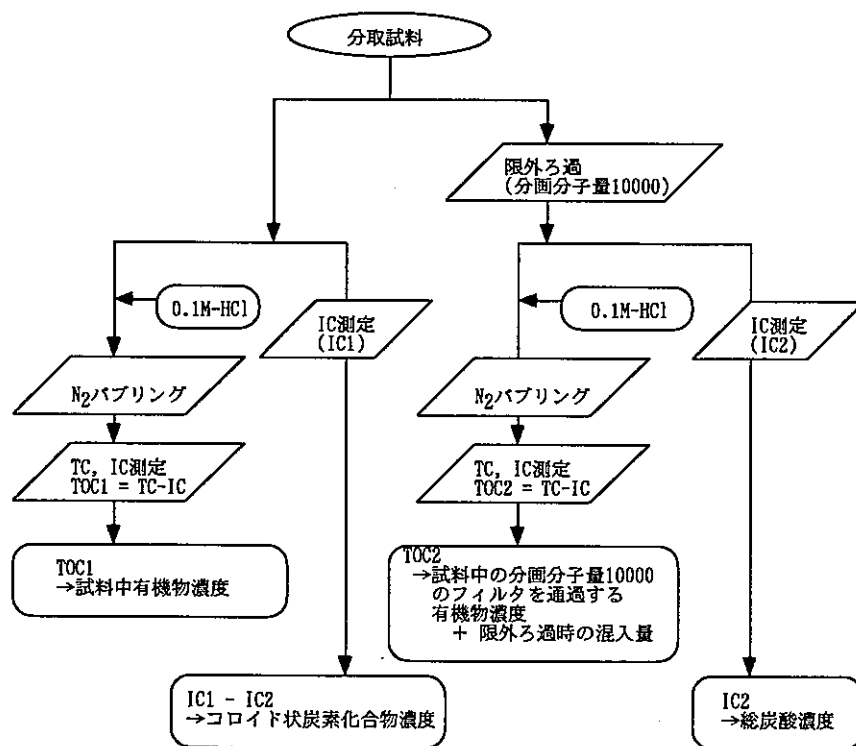 分取試料
限外ろ過
(分画分子量10000)
0.1M-HCl
IC測定
(IC1)
N2バブリング
TC, IC測定
TOC1 = TC-IC
TOC1
→試料中有機物濃度
IC1 - IC2
→コロイド状炭素化合物濃度
0.1M-HCl
IC測定
(IC2)
N2バブリング
TC, IC測定
TOC2 = TC-IC
TOC2
→試料中の分画分子量10000
のフィルタを通過する
有機物濃度
+ 限外ろ過時の混入量
IC2
→総炭酸濃度